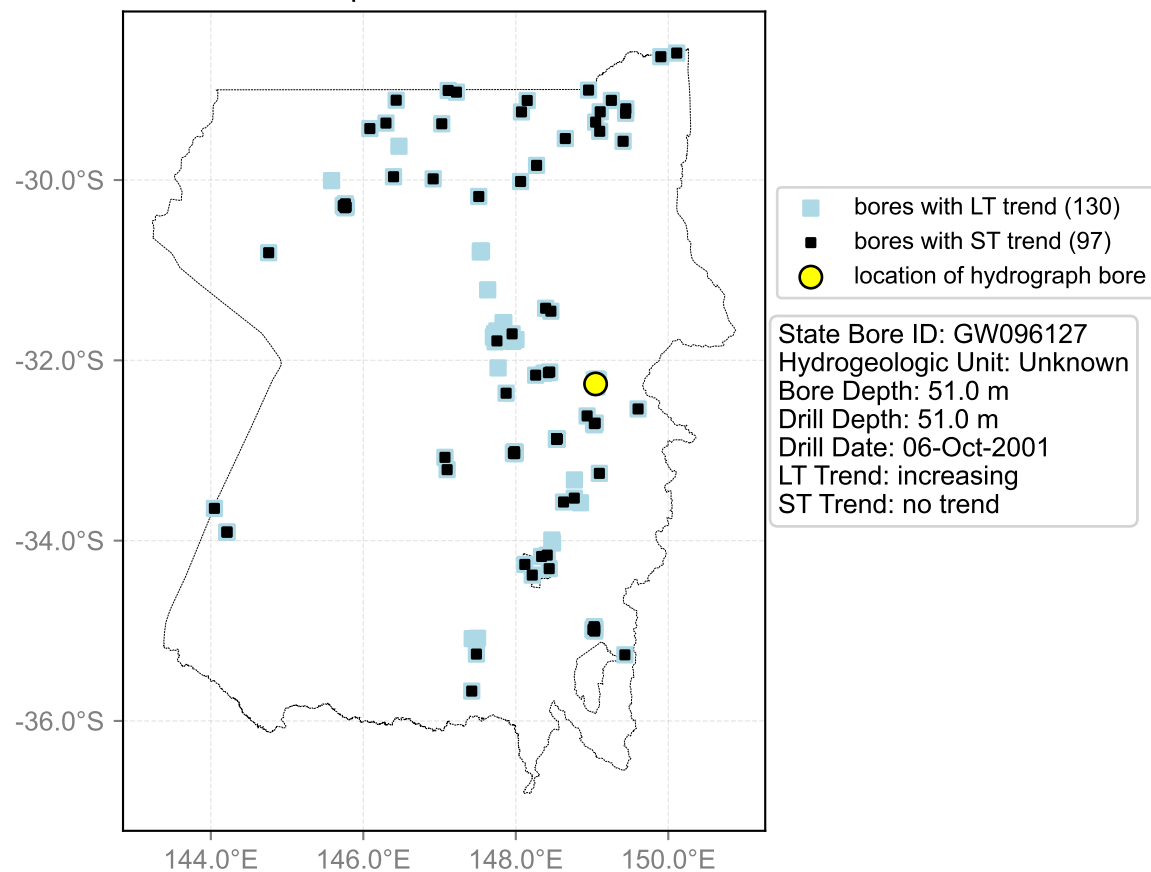 -30.0°S
-32.0°S
-34.0°S
-36.0°S
144.0°E
146.0°E
148.0°E
150.0°E
bores with LT trend (130)
bores with ST trend (97)
location of hydrograph bore
State Bore ID: GW096127
Hydrogeologic Unit: Unknown
Bore Depth: 51.0 m
Drill Depth: 51.0 m
Drill Date: 06-Oct-2001
LT Trend: increasing
ST Trend: no trend